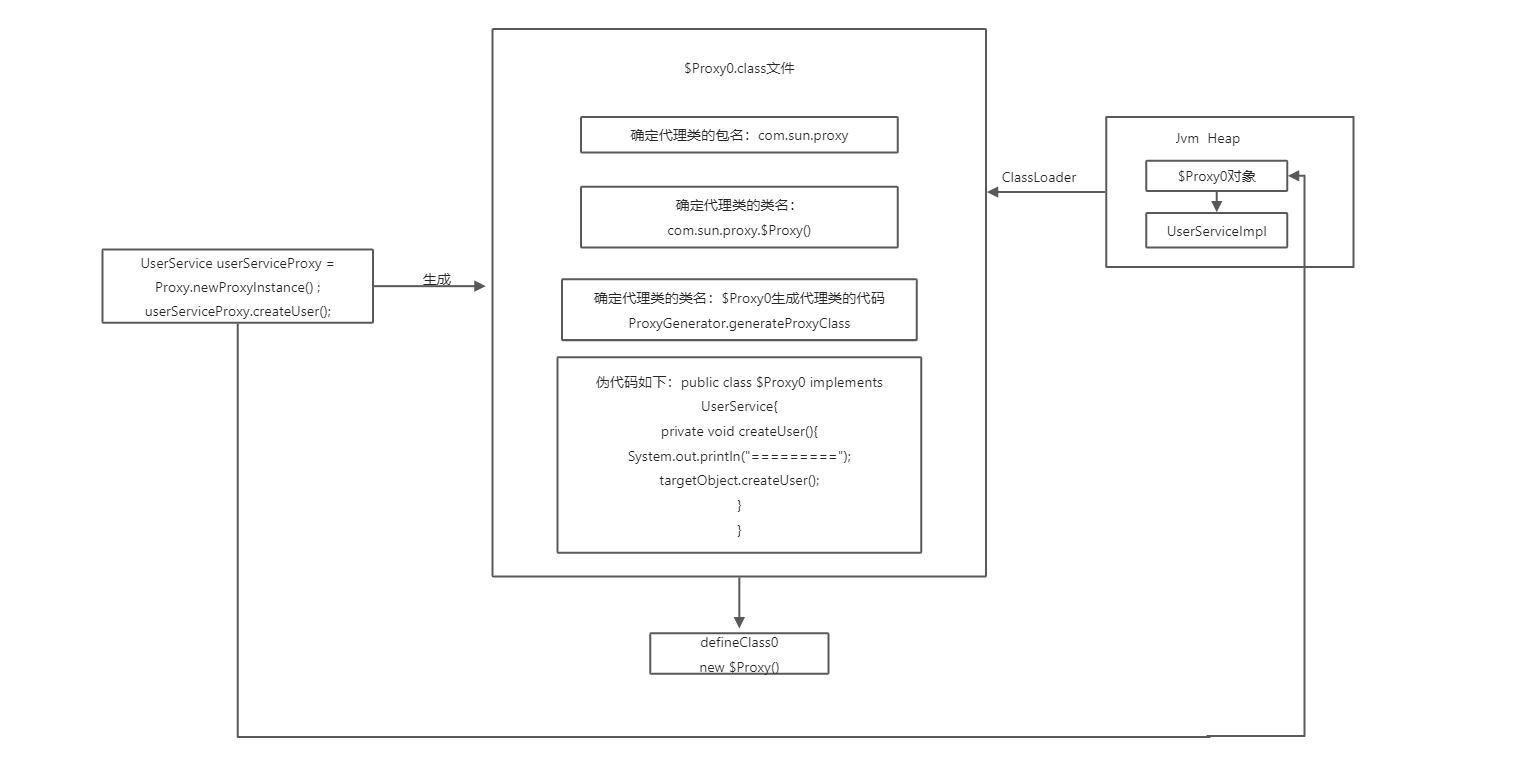 $Proxy0.class文件
确定代理类的包名：com.sun.proxy
确定代理类的类名：
com.sun.proxy.$Proxy()
确定代理类的类名：$Proxy0生成代理类的代码
ProxyGenerator.generateProxyClass
伪代码如下：public class $Proxy0 implements
UserService{
private void createUser(){
System.out.println("=========");
targetObject.createUser();
}
}
UserService userServiceProxy =
Proxy.newProxyInstance() ;
userServiceProxy.createUser();
生成
ClassLoader
Jvm Heap
$Proxy0对象
UserServiceImpl
defineClass0
new $Proxy()